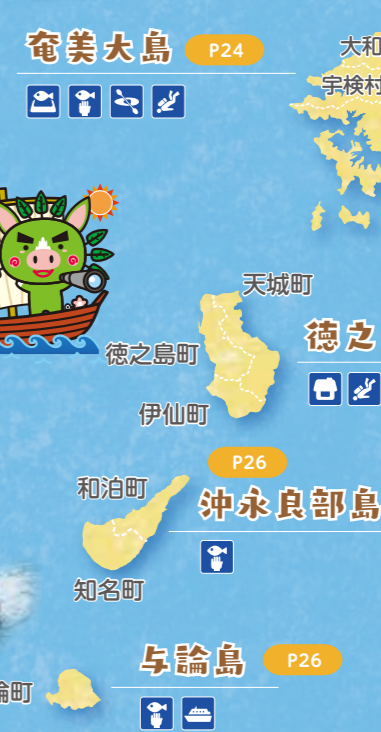 奄美大島 P24
大和
宇検村
天城町
徳之
徳之島町
伊仙町
P26
和泊町
沖永良部島
知名町
与論島 P26
論町